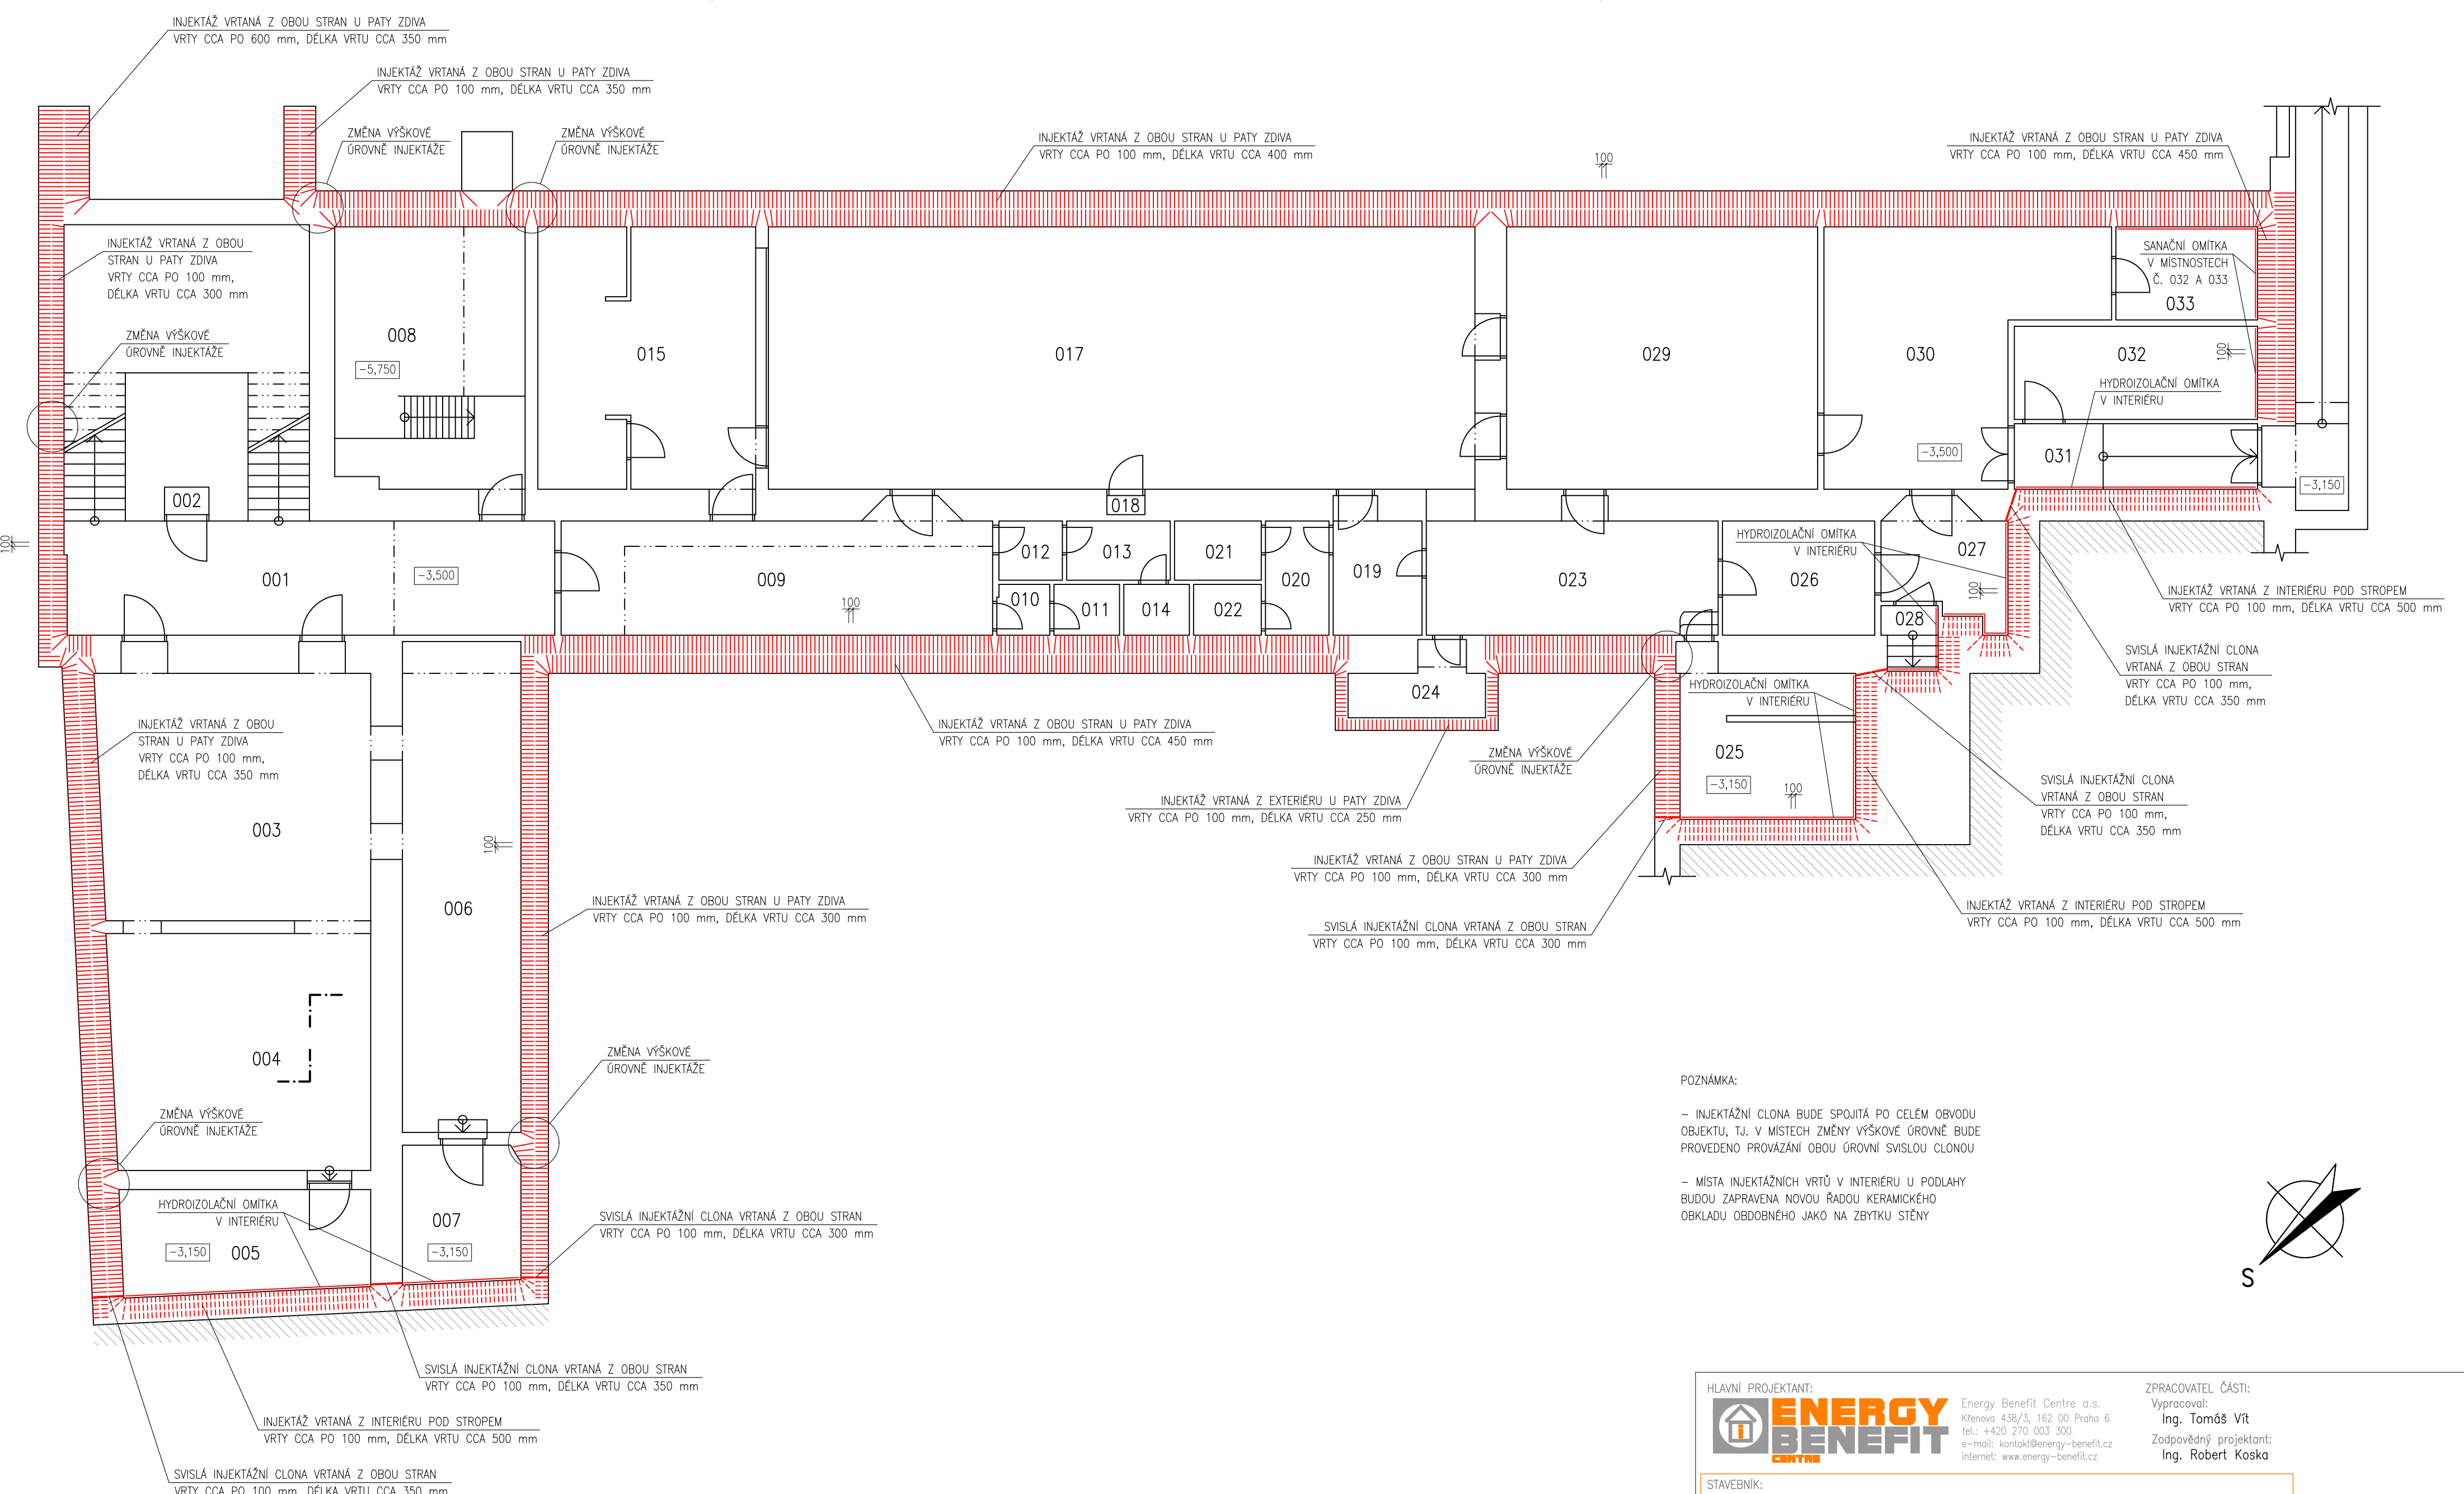 INJEKTÁŽ VRTANÁ Z OBOU STRAN U PATY ZDIVA
VRTY CCA PO 600 mm, DÉLKA VRTU CCA 350 mm
INJEKTÁŽ VRTANÁ Z OBOU STRAN U PATY ZDIVA
VRTY CCA PO 100 mm, DÉLKA VRTU CCA 350 mm
ZMĚNA VÝŠKOVÉ
ÚROVNĚ INJEKTÁŽE
ZMĚNA VÝŠKOVÉ
ÚROVNĚ INJEKTÁŽE
INJEKTÁŽ VRTANÁ Z OBOU STRAN U PATY ZDIVA
VRTY CCA PO 100 mm, DÉLKA VRTU CCA 400 mm
100
INJEKTÁŽ VRTANÁ Z OBOU STRAN U PATY ZDIVA
VRTY CCA PO 100 mm, DÉLKA VRTU CCA 450 mm
INJEKTÁŽ VRTANÁ Z OBOU
STRAN U PATY ZDIVA
VRTY CCA PO 100 mm,
DÉLKA VRTU CCA 300 mm
ZMĚNA VÝŠKOVÉ
ÚROVNĚ INJEKTÁŽE
008
-5,750
015
017
029
030
SANAČNÍ OMÍTKA
V MÍSTNOSTECH
Č. 032 A 033
033
032
100
HYDROIZOLAČNÍ OMÍTKA
V INTERIÉRU
-3,500
031
-3,150
002
018
100
001
-3,500
009
100
012
013
021
020
019
010
011
014
022
023
HYDROIZOLAČNÍ OMÍTKA
V INTERIÉRU
026
027
100
028
INJEKTÁŽ VRTANÁ Z INTERIÉRU POD STROPEM
VRTY CCA PO 100 mm, DÉLKA VRTU CCA 500 mm
SVISLÁ INJEKTÁŽNÍ CLONA
VRTANÁ Z OBOU STRAN
VRTY CCA PO 100 mm,
DÉLKA VRTU CCA 350 mm
024
HYDROIZOLAČNÍ OMÍTKA
V INTERIÉRU
025
-3,150
100
INJEKTÁŽ VRTANÁ Z OBOU
STRAN U PATY ZDIVA
VRTY CCA PO 100 mm,
DÉLKA VRTU CCA 350 mm
INJEKTÁŽ VRTANÁ Z OBOU STRAN U PATY ZDIVA
VRTY CCA PO 100 mm, DÉLKA VRTU CCA 450 mm
ZMĚNA VÝŠKOVÉ
ÚROVNĚ INJEKTÁŽE
INJEKTÁŽ VRTANÁ Z EXTERIÉRU U PATY ZDIVA
VRTY CCA PO 100 mm, DÉLKA VRTU CCA 250 mm
SVISLÁ INJEKTÁŽNÍ CLONA
VRTANÁ Z OBOU STRAN
VRTY CCA PO 100 mm,
DÉLKA VRTU CCA 350 mm
003
100
006
INJEKTÁŽ VRTANÁ Z OBOU STRAN U PATY ZDIVA
VRTY CCA PO 100 mm, DÉLKA VRTU CCA 300 mm
INJEKTÁŽ VRTANÁ Z OBOU STRAN U PATY ZDIVA
VRTY CCA PO 100 mm, DÉLKA VRTU CCA 300 mm
SVISLÁ INJEKTÁŽNÍ CLONA VRTANÁ Z OBOU STRAN
VRTY CCA PO 100 mm, DÉLKA VRTU CCA 300 mm
INJEKTÁŽ VRTANÁ Z INTERIÉRU POD STROPEM
VRTY CCA PO 100 mm, DÉLKA VRTU CCA 500 mm
004
ZMĚNA VÝŠKOVÉ
ÚROVNĚ INJEKTÁŽE
ZMĚNA VÝŠKOVÉ
ÚROVNĚ INJEKTÁŽE
HYDROIZOLAČNÍ OMÍTKA
V INTERIÉRU
-3,150
005
007
-3,150
SVISLÁ INJEKTÁŽNÍ CLONA VRTANÁ Z OBOU STRAN
VRTY CCA PO 100 mm, DÉLKA VRTU CCA 300 mm
SVISLÁ INJEKTÁŽNÍ CLONA VRTANÁ Z OBOU STRAN
VRTY CCA PO 100 mm, DÉLKA VRTU CCA 350 mm
INJEKTÁŽ VRTANÁ Z INTERIÉRU POD STROPEM
VRTY CCA PO 100 mm, DÉLKA VRTU CCA 500 mm
SVISLÁ INJEKTÁŽNÍ CLONA VRTANÁ Z OBOU STRAN
VRTY CCA PO 100 mm, DÉLKA VRTU CCA 350 mm
POZNÁMKA:
- INJEKTÁŽNÍ CLONA BUDE SPOJITÁ PO CELÉM OBVODU
OBJEKTU, TJ. V MÍSTECH ZMĚNY VÝŠKOVÉ ÚROVNĚ BUDE
PROVEDENO PROVÁZÁNÍ OBOU ÚROVNÍ SVISLOU CLONOU
- MÍSTA INJEKTÁŽNÍCH VRTŮ V INTERIÉRU U PODLAHY
BUDOU ZAPRAVENA NOVOU ŘADOU KERAMICKÉHO
OBKLADU OBDOBNÉHO JAKO NA ZBYTKU STĚNY
S
HLAVNÍ PROJEKTANT:
ENERGY
BENEFIT
CENTRE
Energy Benefit Centre a.s.
Křenova 438/3, 162 00 Praha 6
tel.: +420 270 003 300
e-mail: kontakt@energy-benefit.cz
internet: www.energy-benefit.cz
ZPRACOVATEL ČÁSTI:
Vypracoval:
Ing. Tomáš Vít
Zodpovědný projektant:
Ing. Robert Koska
STAVEBNÍK: